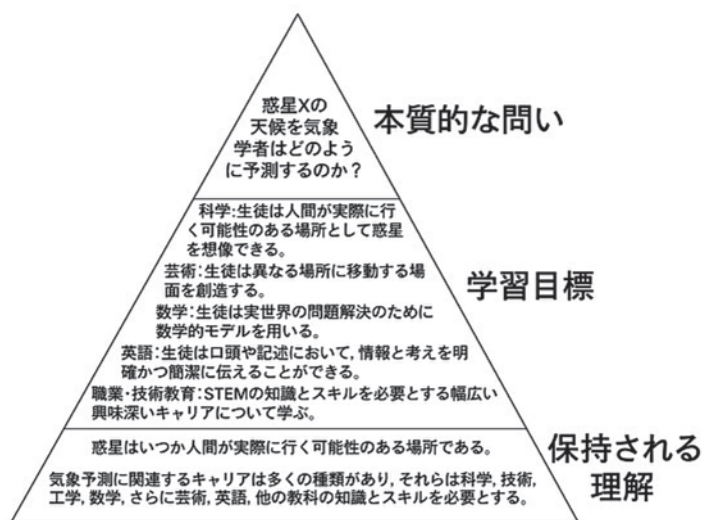 惑星Xの
天候を気象
学者はどのよう
に予測するのか？
本質的な問い
科学:生徒は人間が実際に行
く可能性のある場所として惑星
を想像できる。
芸術:生徒は異なる場所に移動する場
面を創造する。
数学:生徒は実世界の問題解決のために
数学的モデルを用いる。
英語:生徒は口頭や記述において, 情報と考えを明
確かつ簡潔に伝えることができる。
職業・技術教育:STEMの知識とスキルを必要とする幅広い
興味深いキャリアについて学ぶ。
学習目標
惑星はいつか人間が実際に行く可能性のある場所である。
気象予測に関連するキャリアは多くの種類があり, それらは科学, 技術,
工学, 数学, さらに芸術, 英語, 他の教科の知識とスキルを必要とする。
保持される
理解